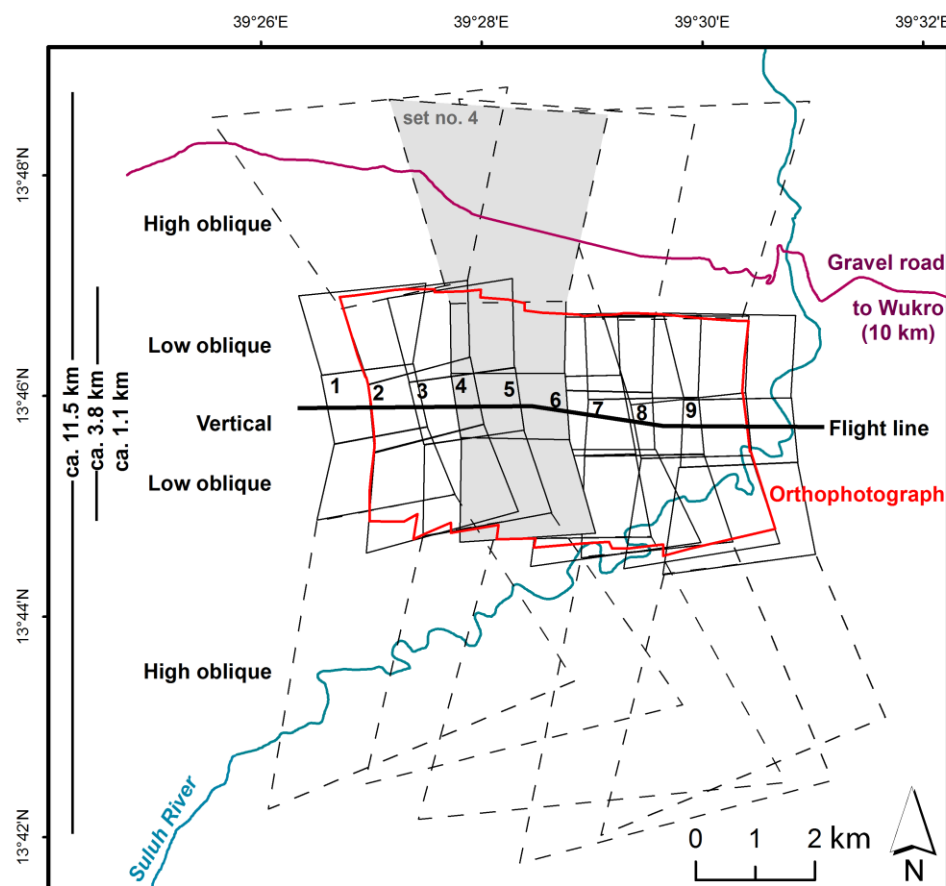 39°26'E 39°28'E 39°30'E 39°32'E
set no. 4
13°48'N
High oblique
Gravel road
to Wukro
(10 km)
Low oblique
13°46'N
1 2 3 4 5 6 7 8 9
Vertical
Flight line
ca. 11.5 km
ca. 3.8 km
ca. 1.1 km
Low oblique
Orthophotograph
13°44'N
High oblique
13°42'N
Suluh River
0 1 2 km
N